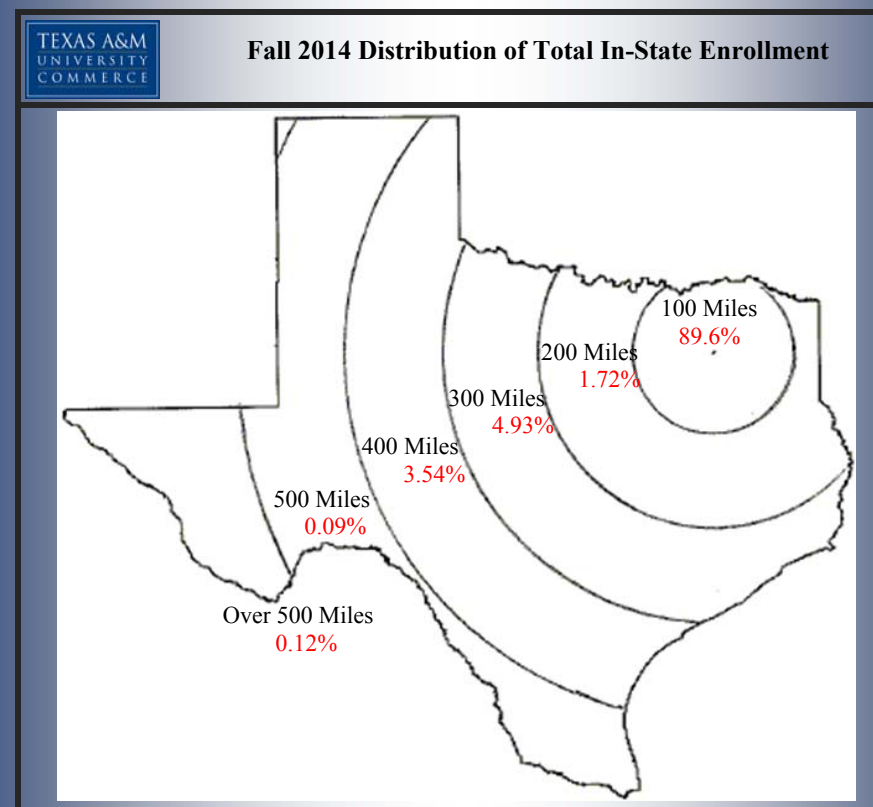 TEXAS A&M
UNIVERSITY
COMMERCE
Fall 2014 Distribution of Total In-State Enrollment
100 Miles
89.6%
200 Miles
1.72%
300 Miles
4.93%
400 Miles
3.54%
500 Miles
0.09%
Over 500 Miles
0.12%